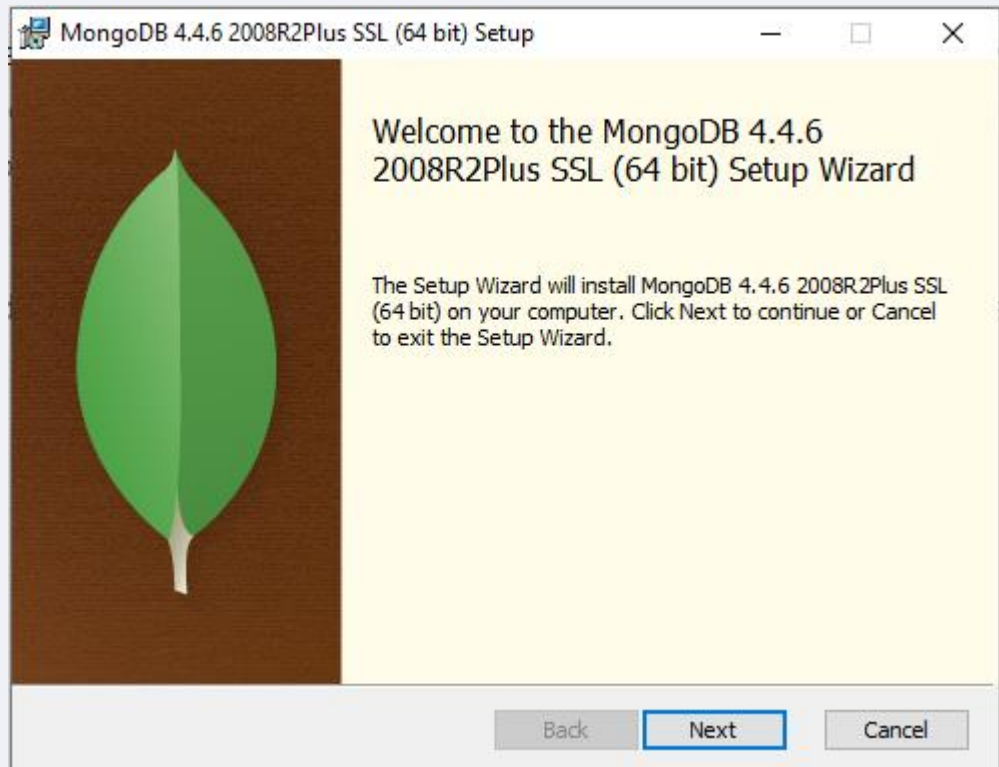 MongoDB 4.4.6 2008R2Plus SSL (64 bit) Setup
Welcome to the MongoDB 4.4.6
2008R2Plus SSL (64 bit) Setup Wizard
The Setup Wizard will install MongoDB 4.4.6 2008R2Plus SSL
(64 bit) on your computer. Click Next to continue or Cancel
to exit the Setup Wizard.
Back
Next
Cancel